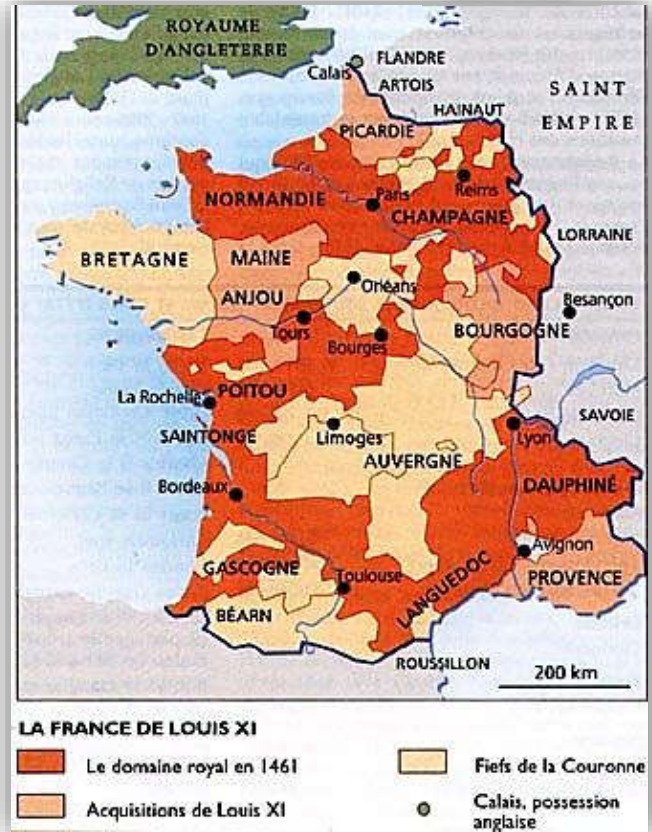 ROYAUME
D'ANGLETERRE
Calais
FLANDRE
ARTOIS
HAINAUT
SAINT
EMPIRE
PICARDIE
NORMANDIE
Paris
Reims
CHAMPAGNE
LORRAINE
BRETAGNE
MAINE
ANJOU
Orléans
Tours
Bourges
BOURGOGNE
Besançon
La Rochelle
POITOU
SAINTONGE
Limoges
AUVERGNE
Lyon
SAVOIE
DAUPHINÉ
Bordeaux
GASCOGNE
Toulouse
LANGUEDOC
Avignon
PROVENCE
BÉARN
ROUSSILLON
200 km
LA FRANCE DE LOUIS XI
Le domaine royal en 1461
Fiefs de la Couronne
Acquisitions de Louis XI
Calais, possession
anglaise